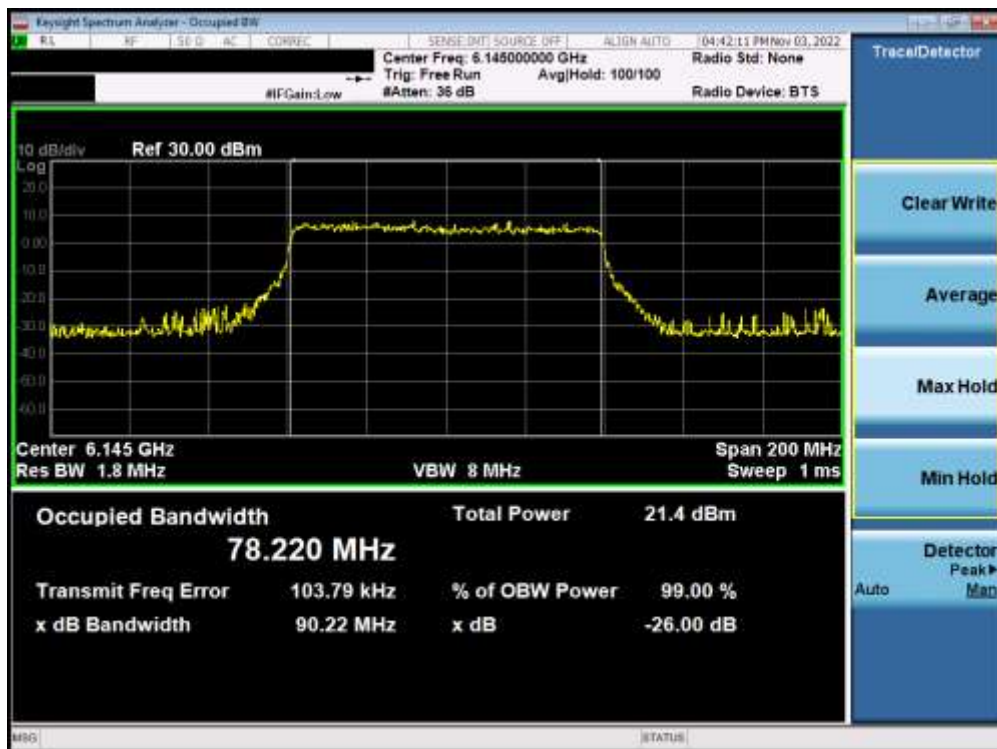 Keysight Spectrum Analyzer - Occupied BW
RL RF 50 Ω AC CORREC SENSE:INT SOURCE OFF ALIGN AUTO 04:42:11 PM Nov 03, 2022
Center Freq: 6.145000000 GHz Radio Std: None
Trig: Free Run Avg|Hold: 100/100
#IFGain:Low #Atten: 36 dB Radio Device: BTS
10 dB/div Ref 30.00 dBm
Log
20.0
10.0
0.00
-10.0
-20.0
-30.0
-40.0
-50.0
-60.0
Center 6.145 GHz Span 200 MHz
Res BW 1.8 MHz VBW 8 MHz Sweep 1 ms
Occupied Bandwidth Total Power 21.4 dBm
78.220 MHz
Transmit Freq Error 103.79 kHz % of OBW Power 99.00 %
x dB Bandwidth 90.22 MHz x dB -26.00 dB
MSG STATUS
Trace/Detector
Clear Write
Average
Max Hold
Min Hold
Detector
Peak▶
Auto Man